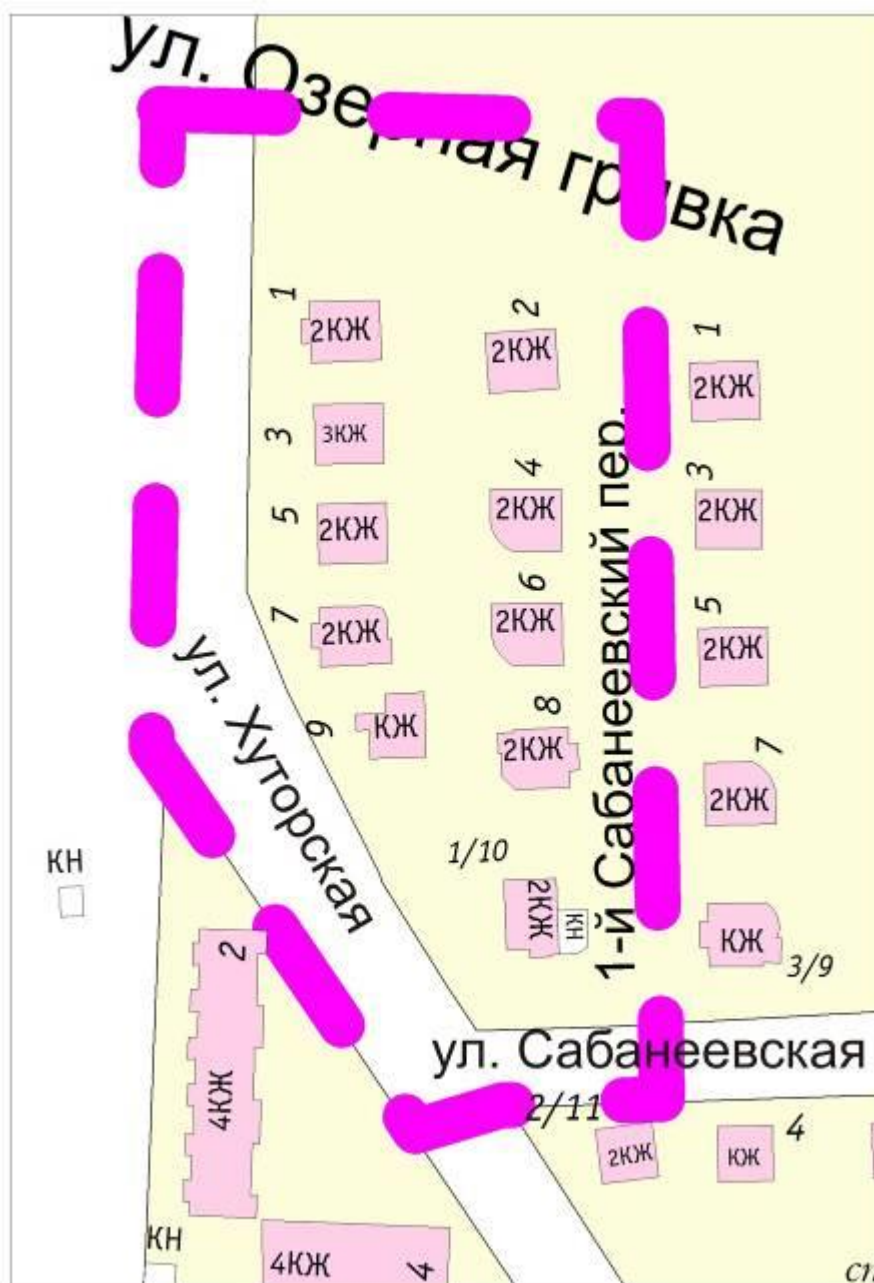 ул. Озерная гривка
1
2КЖ
2
2КЖ
1
2КЖ
3
3КЖ
4
2КЖ
3
2КЖ
5
2КЖ
6
2КЖ
5
2КЖ
7
2КЖ
8
2КЖ
7
2КЖ
9
КЖ
1-й Сабанеевский пер.
ул. Хуторская
1/10
2КЖ
КН
КЖ
3/9
КН
2
4КЖ
ул. Сабанеевская
2/11
2КЖ
КЖ
4
КН
4КЖ
4